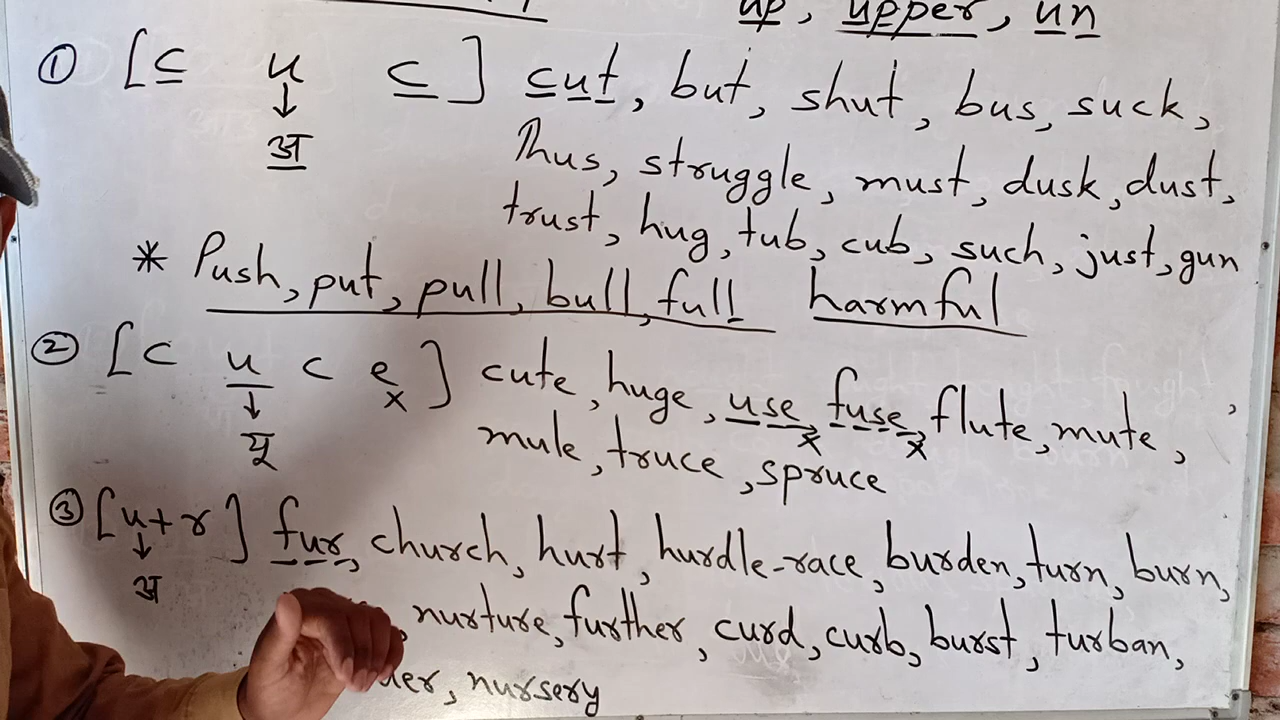 up, upper, un
① [c u c] cut, but, shut, bus, suck,
↓
अ
Thus, struggle, must, dusk, dust,
trust, hug, tub, cub, such, just, gun
* Push, put, pull, bull, full harmful
② [c u c e] cute, huge, use, fuse, flute, mute,
↓ x x x
यू
mule, truce, spruce
③ [u+r] fur, church, hurt, hurdle-race, burden, turn, burn,
↓
अ
, nurture, further, curd, curb, burst, turban,
, nursery